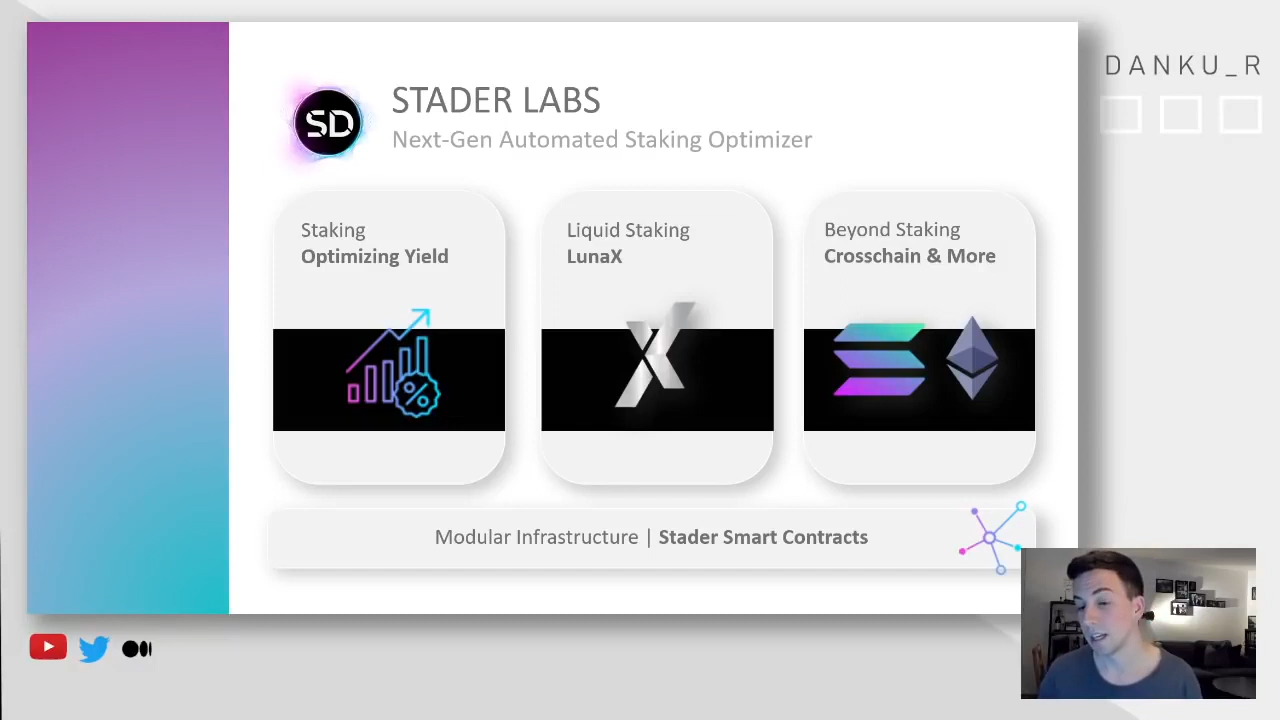 DANKU_R
SD
STADER LABS
Next-Gen Automated Staking Optimizer
Staking
Optimizing Yield
Liquid Staking
LunaX
Beyond Staking
Crosschain & More
Modular Infrastructure | Stader Smart Contracts